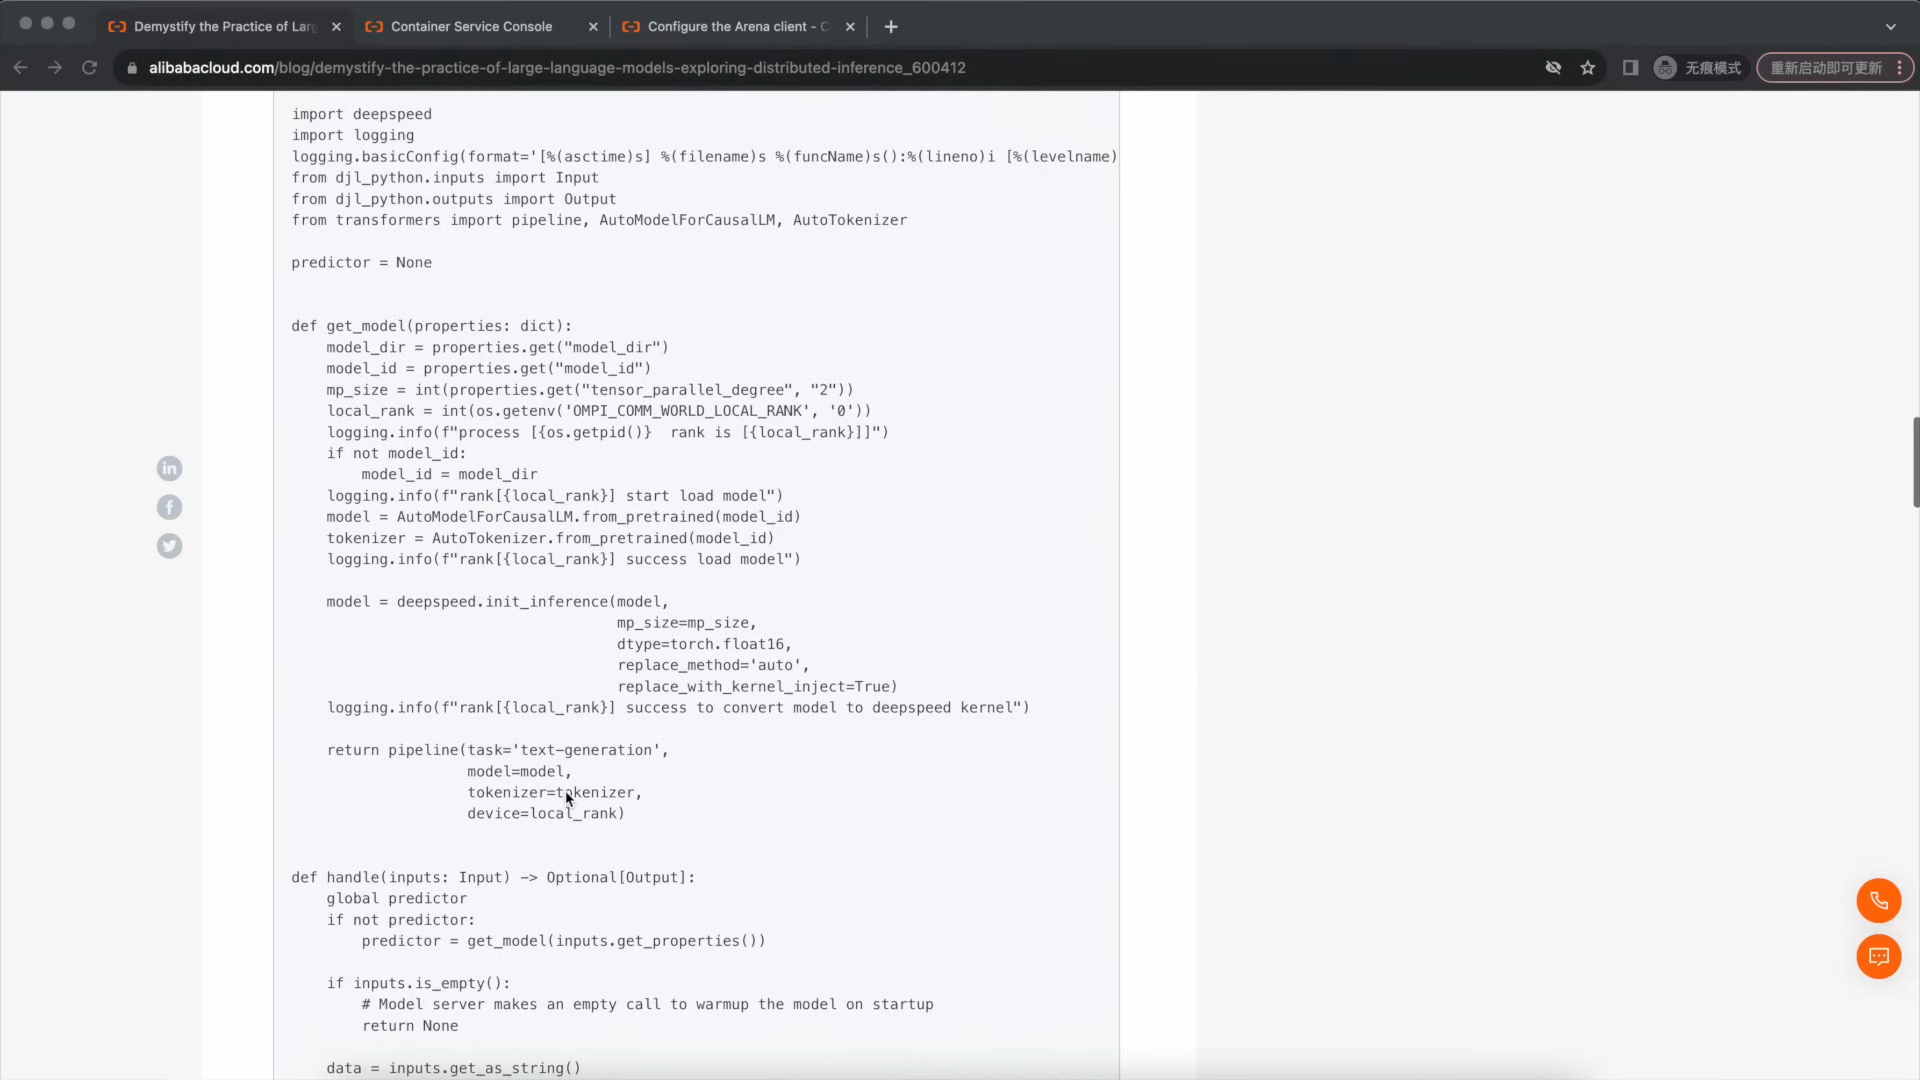 Demystify the Practice of Lar
Container Service Console
Configure the Arena client - C
alibabacloud.com/blog/demystify-the-practice-of-large-language-models-exploring-distributed-inference_600412
无痕模式
重新启动即可更新
import deepspeed
import logging
logging.basicConfig(format='[%(asctime)s] %(filename)s %(funcName)s():%(lineno)i [%(levelname)
from djl_python.inputs import Input
from djl_python.outputs import Output
from transformers import pipeline, AutoModelForCausalLM, AutoTokenizer
predictor = None
def get_model(properties: dict):
    model_dir = properties.get("model_dir")
    model_id = properties.get("model_id")
    mp_size = int(properties.get("tensor_parallel_degree", "2"))
    local_rank = int(os.getenv('OMPI_COMM_WORLD_LOCAL_RANK', '0'))
    logging.info(f"process [{os.getpid()}  rank is [{local_rank}]]")
    if not model_id:
        model_id = model_dir
    logging.info(f"rank[{local_rank}] start load model")
    model = AutoModelForCausalLM.from_pretrained(model_id)
    tokenizer = AutoTokenizer.from_pretrained(model_id)
    logging.info(f"rank[{local_rank}] success load model")
    model = deepspeed.init_inference(model,
                                     mp_size=mp_size,
                                     dtype=torch.float16,
                                     replace_method='auto',
                                     replace_with_kernel_inject=True)
    logging.info(f"rank[{local_rank}] success to convert model to deepspeed kernel")
    return pipeline(task='text-generation',
                    model=model,
                    tokenizer=tokenizer,
                    device=local_rank)
def handle(inputs: Input) -> Optional[Output]:
    global predictor
    if not predictor:
        predictor = get_model(inputs.get_properties())
    if inputs.is_empty():
        # Model server makes an empty call to warmup the model on startup
        return None
    data = inputs.get_as_string()